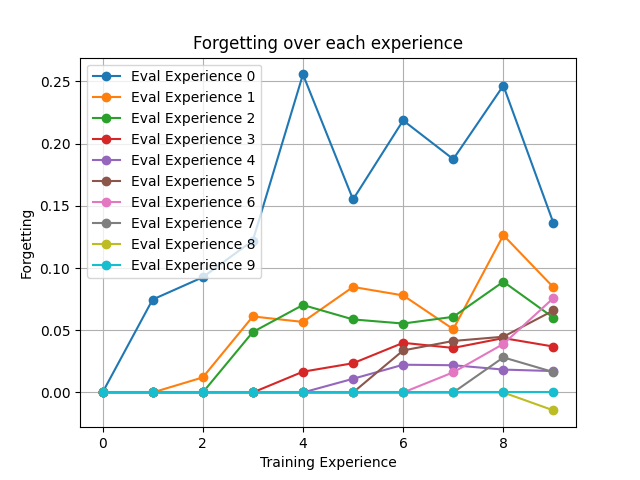 Forgetting over each experience
Eval Experience 0
Eval Experience 1
Eval Experience 2
Eval Experience 3
Eval Experience 4
Eval Experience 5
Eval Experience 6
Eval Experience 7
Eval Experience 8
Eval Experience 9
0.25
0.20
0.15
0.10
0.05
0.00
Forgetting
0 2 4 6 8
Training Experience